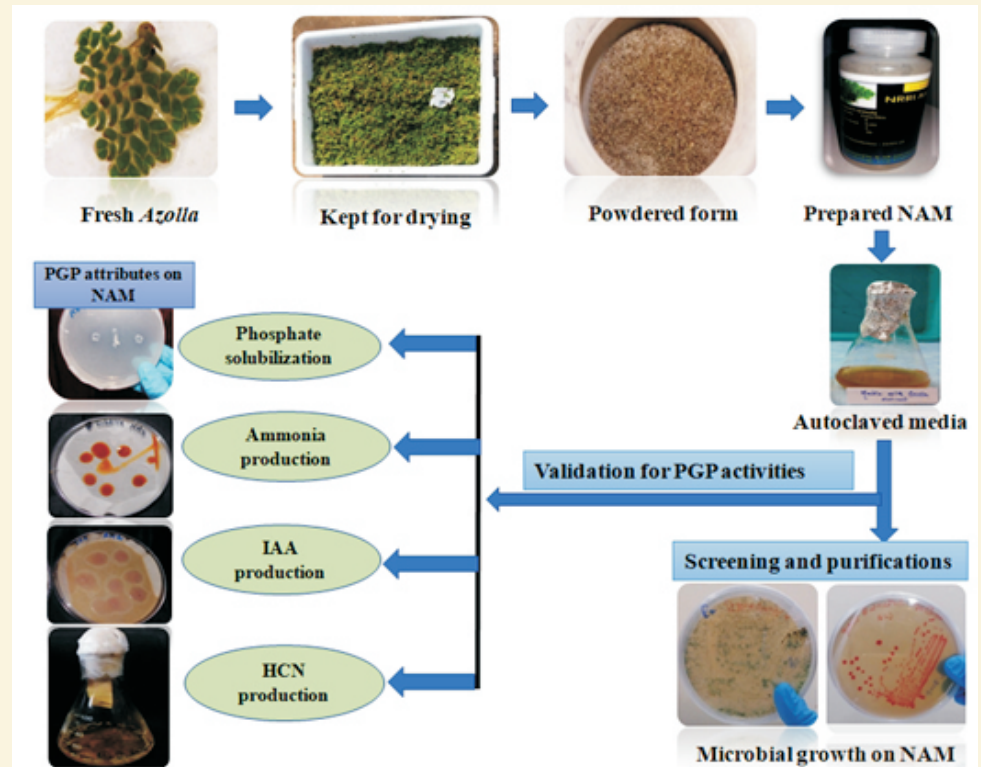 Fresh Azolla
Kept for drying
Powdered form
Prepared NAM
NRRI
PGP attributes on
NAM
Phosphate
solubilization
Ammonia
production
IAA
production
HCN
production
Autoclaved media
Validation for PGP activities
Screening and purifications
Microbial growth on NAM